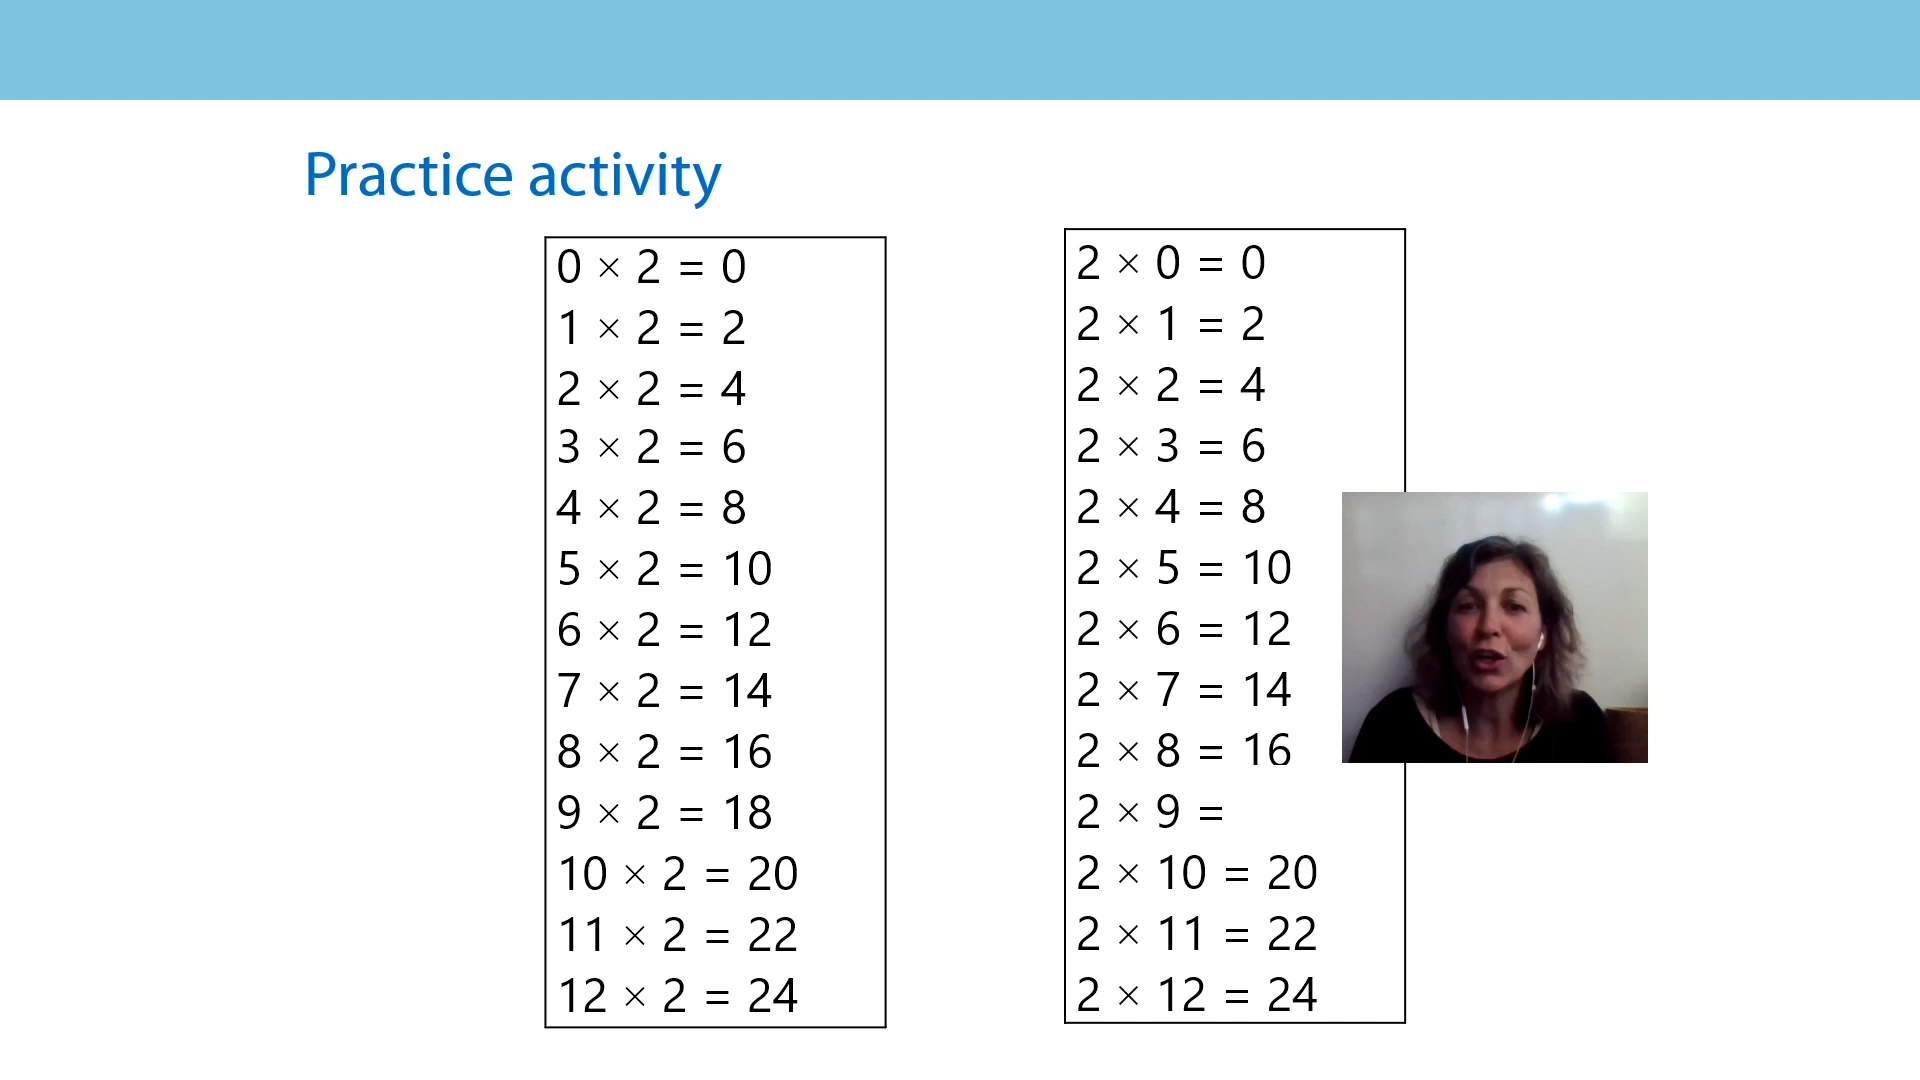 Practice activity
0 × 2 = 0
1 × 2 = 2
2 × 2 = 4
3 × 2 = 6
4 × 2 = 8
5 × 2 = 10
6 × 2 = 12
7 × 2 = 14
8 × 2 = 16
9 × 2 = 18
10 × 2 = 20
11 × 2 = 22
12 × 2 = 24
2 × 0 = 0
2 × 1 = 2
2 × 2 = 4
2 × 3 = 6
2 × 4 = 8
2 × 5 = 10
2 × 6 = 12
2 × 7 = 14
2 × 8 = 16
2 × 9 =
2 × 10 = 20
2 × 11 = 22
2 × 12 = 24